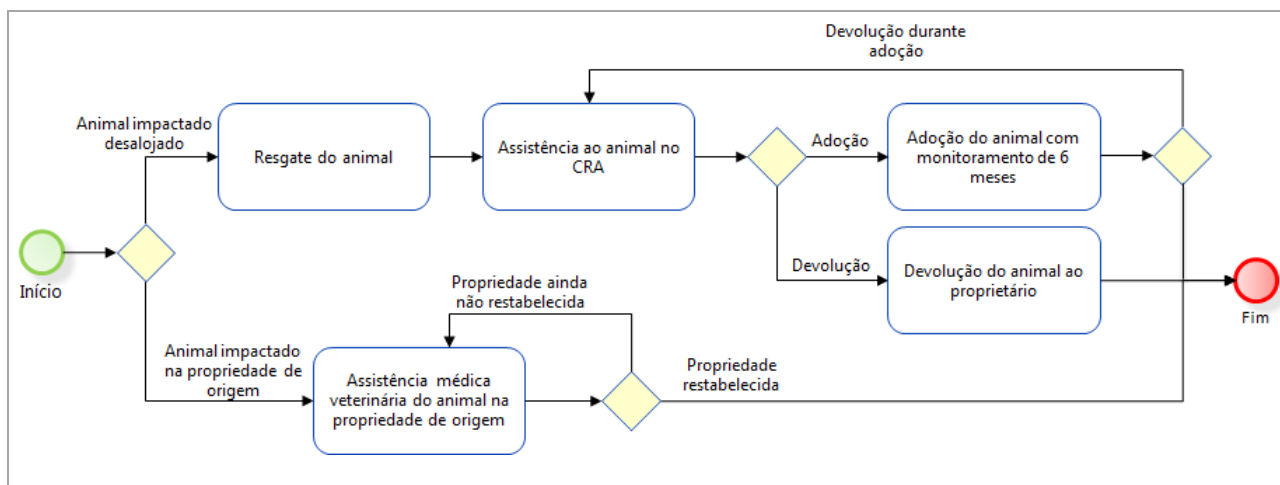 Devolução durante
adoção
Animal impactado
desalojado
Resgate do animal
Assistência ao animal no
CRA
Adoção
Adoção do animal com
monitoramento de 6
meses
Início
Devolução
Devolução do animal ao
proprietário
Fim
Propriedade ainda
não restabelecida
Animal impactado
na propriedade de
origem
Assistência médica
veterinária do animal na
propriedade de origem
Propriedade
restabelecida